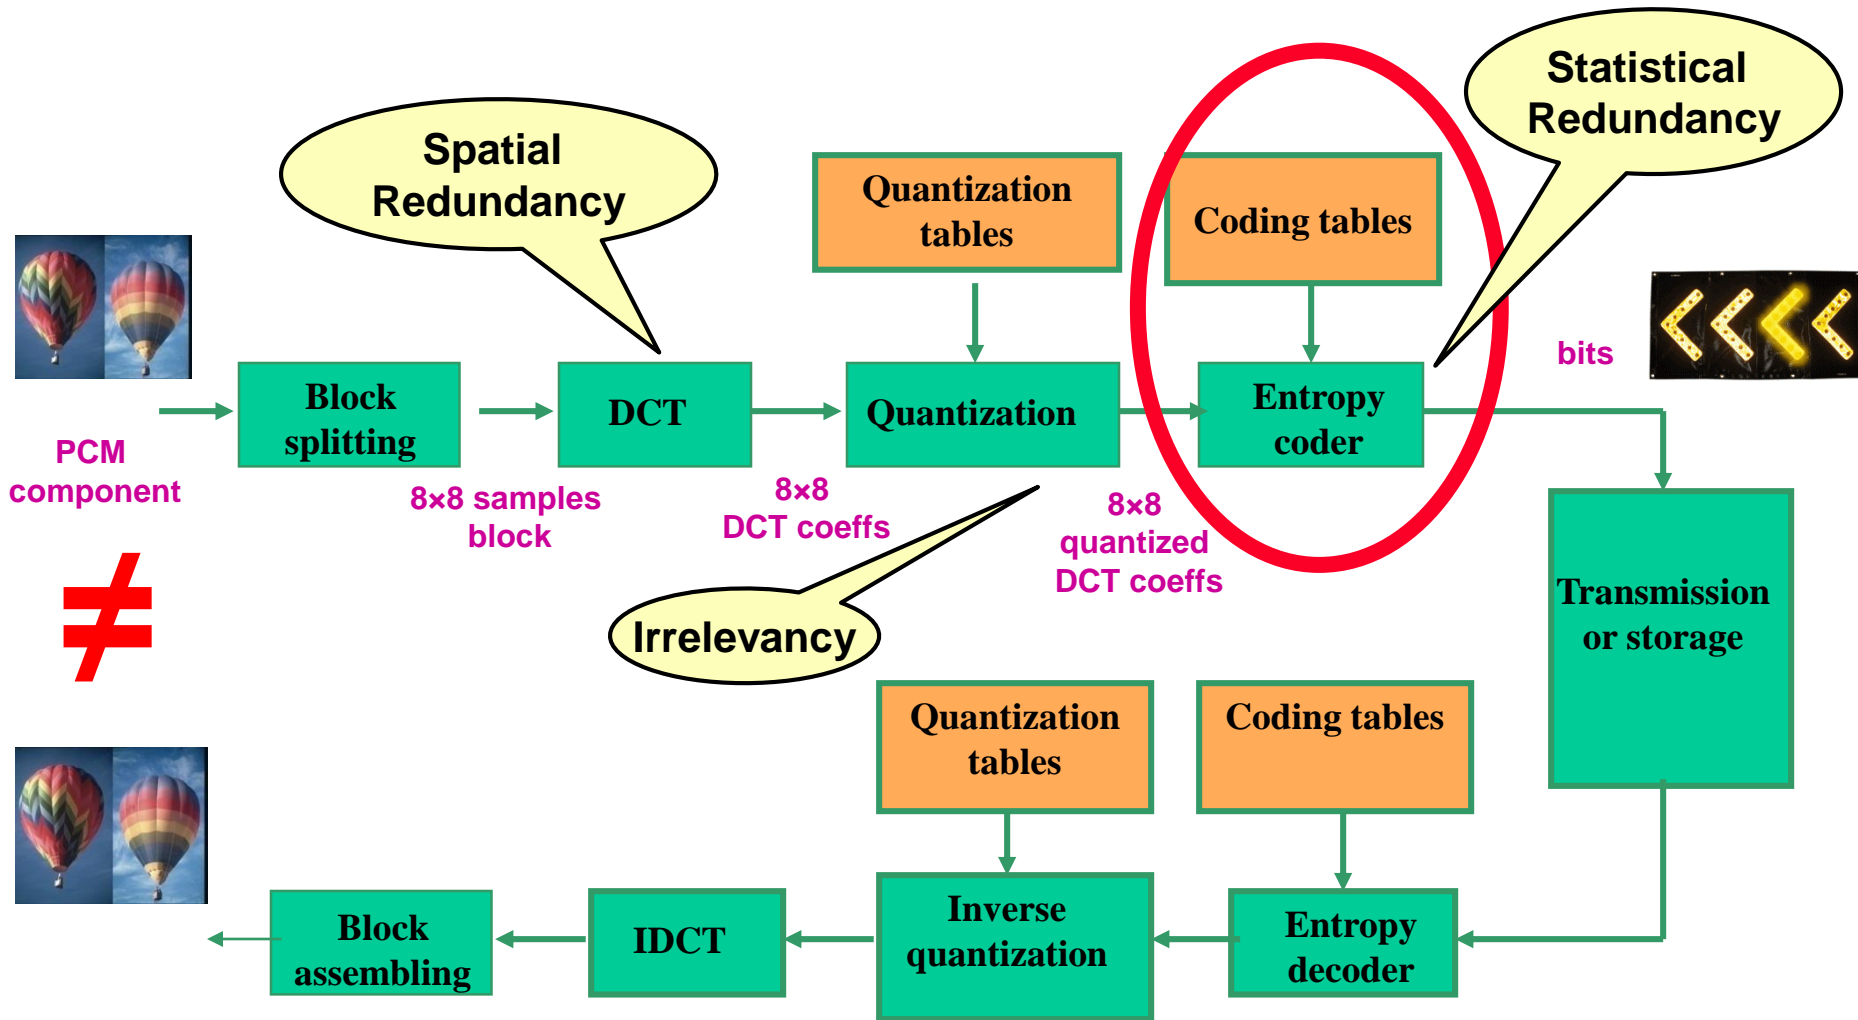 Statistical
Redundancy
Spatial
Redundancy
Quantization
tables
Coding tables
bits
Block
splitting
DCT
Quantization
Entropy
coder
PCM
component
8×8 samples
block
8×8
DCT coeffs
8×8
quantized
DCT coeffs
≠
Irrelevancy
Transmission
or storage
Quantization
tables
Coding tables
Block
assembling
IDCT
Inverse
quantization
Entropy
decoder